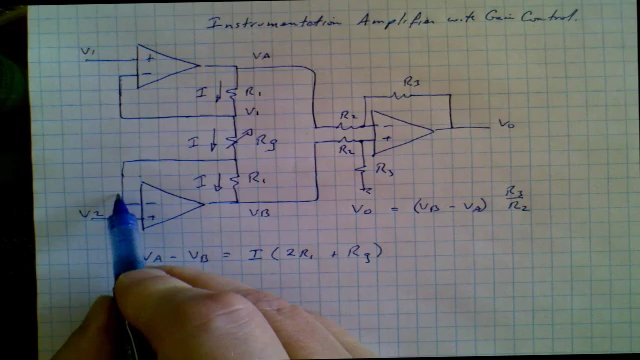 Instrumentation Amplifier with Gain Control.
V1
+
−
VA
I
R1
V1
I
Rg
I
R1
V2
−
+
VB
R2
R2
R3
−
+
R3
Vo
Vo = (VB − VA) R3/R2
VA − VB = I (2R1 + Rg)